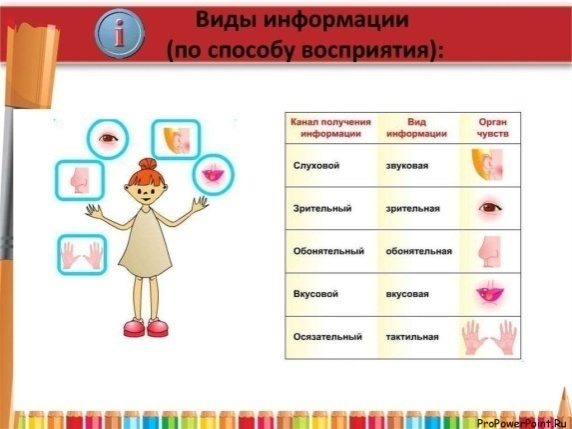 Виды информации
(по способу восприятия):
Канал получения информации Вид информации Орган чувств
Слуховой звуковая
Зрительный зрительная
Обонятельный обонятельная
Вкусовой вкусовая
Осязательный тактильная
ProPowerPoint.Ru